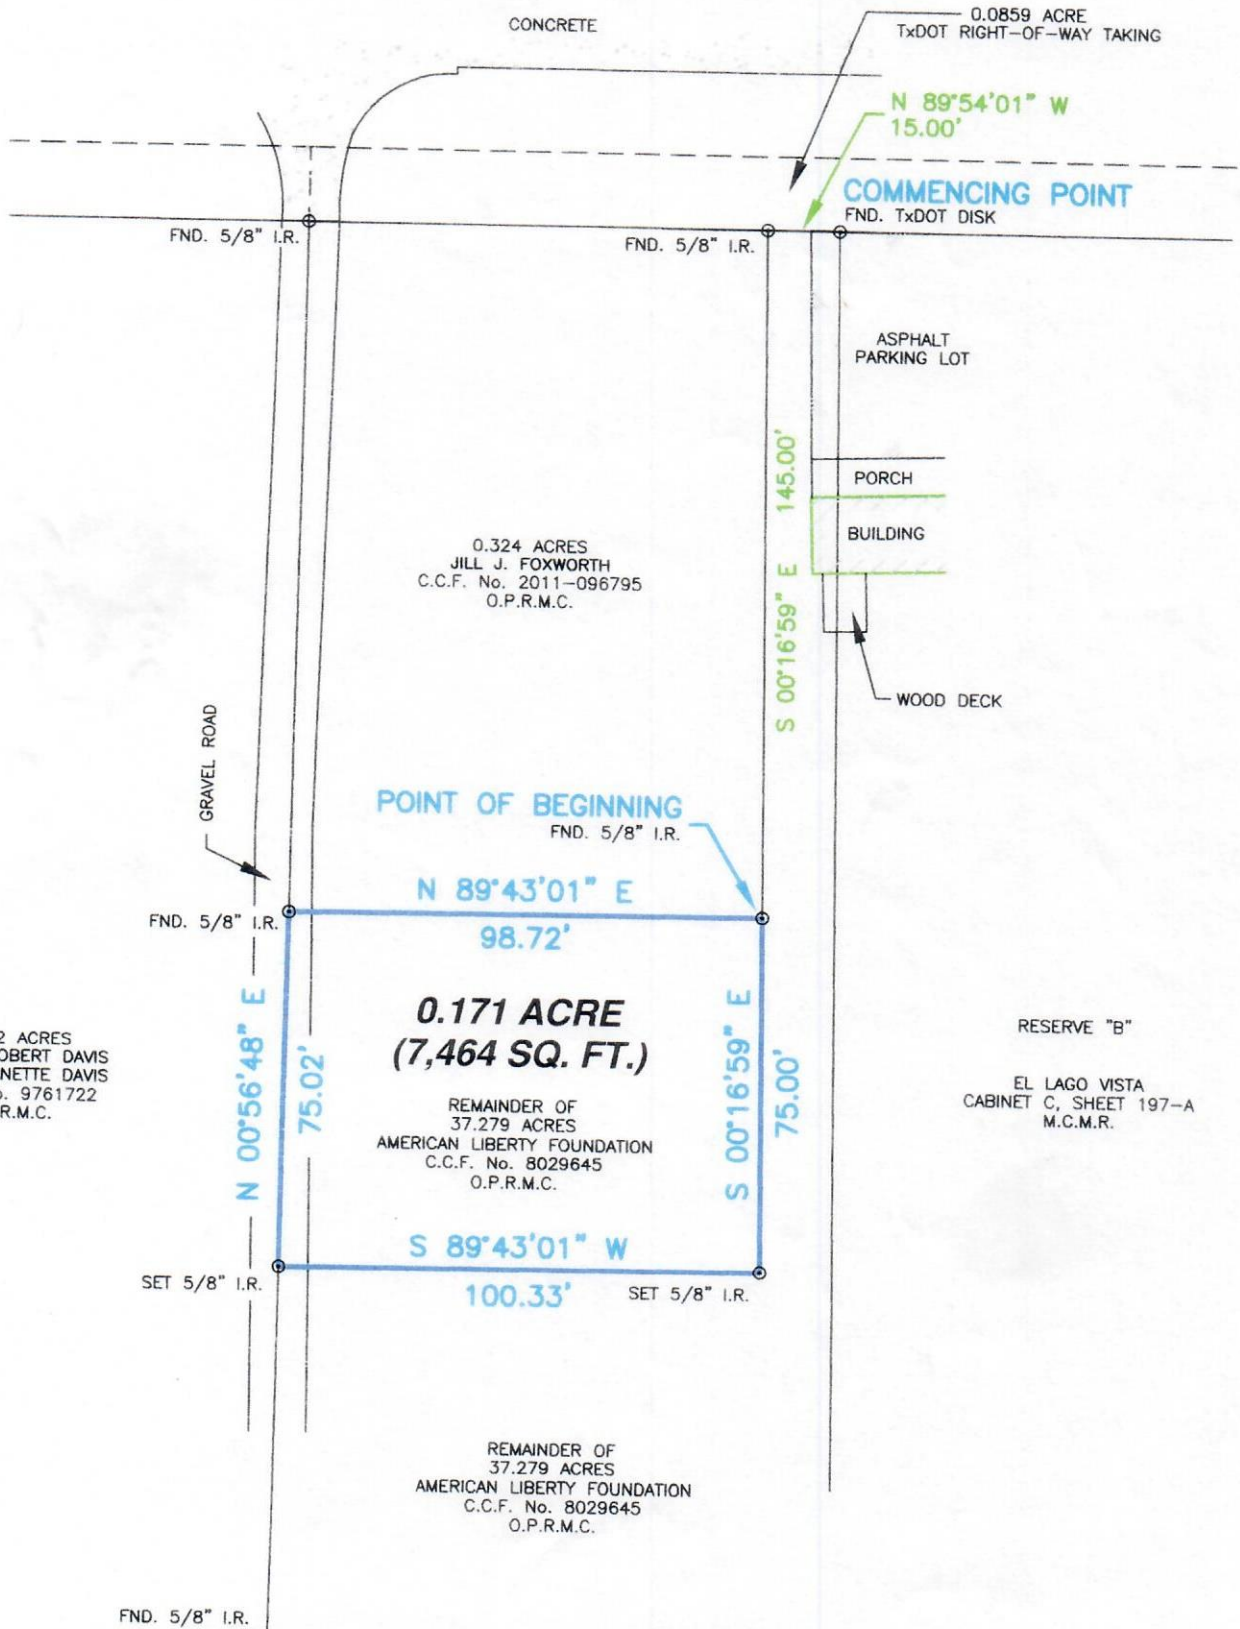 CONCRETE
0.0859 ACRE
TxDOT RIGHT-OF-WAY TAKING
N 89°54'01" W
15.00'
COMMENCING POINT
FND. TxDOT DISK
FND. 5/8" I.R.
FND. 5/8" I.R.
ASPHALT
PARKING LOT
S 00°16'59" E 145.00'
PORCH
BUILDING
0.324 ACRES
JILL J. FOXWORTH
C.C.F. No. 2011-096795
O.P.R.M.C.
WOOD DECK
GRAVEL ROAD
POINT OF BEGINNING
FND. 5/8" I.R.
N 89°43'01" E
98.72'
FND. 5/8" I.R.
0.171 ACRE
(7,464 SQ. FT.)
N 00°56'48" E
75.02'
S 00°16'59" E
75.00'
2 ACRES
OBERT DAVIS
NETTE DAVIS
o. 9761722
R.M.C.
REMAINDER OF
37.279 ACRES
AMERICAN LIBERTY FOUNDATION
C.C.F. No. 8029645
O.P.R.M.C.
RESERVE "B"
EL LAGO VISTA
CABINET C, SHEET 197-A
M.C.M.R.
S 89°43'01" W
100.33'
SET 5/8" I.R.
SET 5/8" I.R.
REMAINDER OF
37.279 ACRES
AMERICAN LIBERTY FOUNDATION
C.C.F. No. 8029645
O.P.R.M.C.
FND. 5/8" I.R.